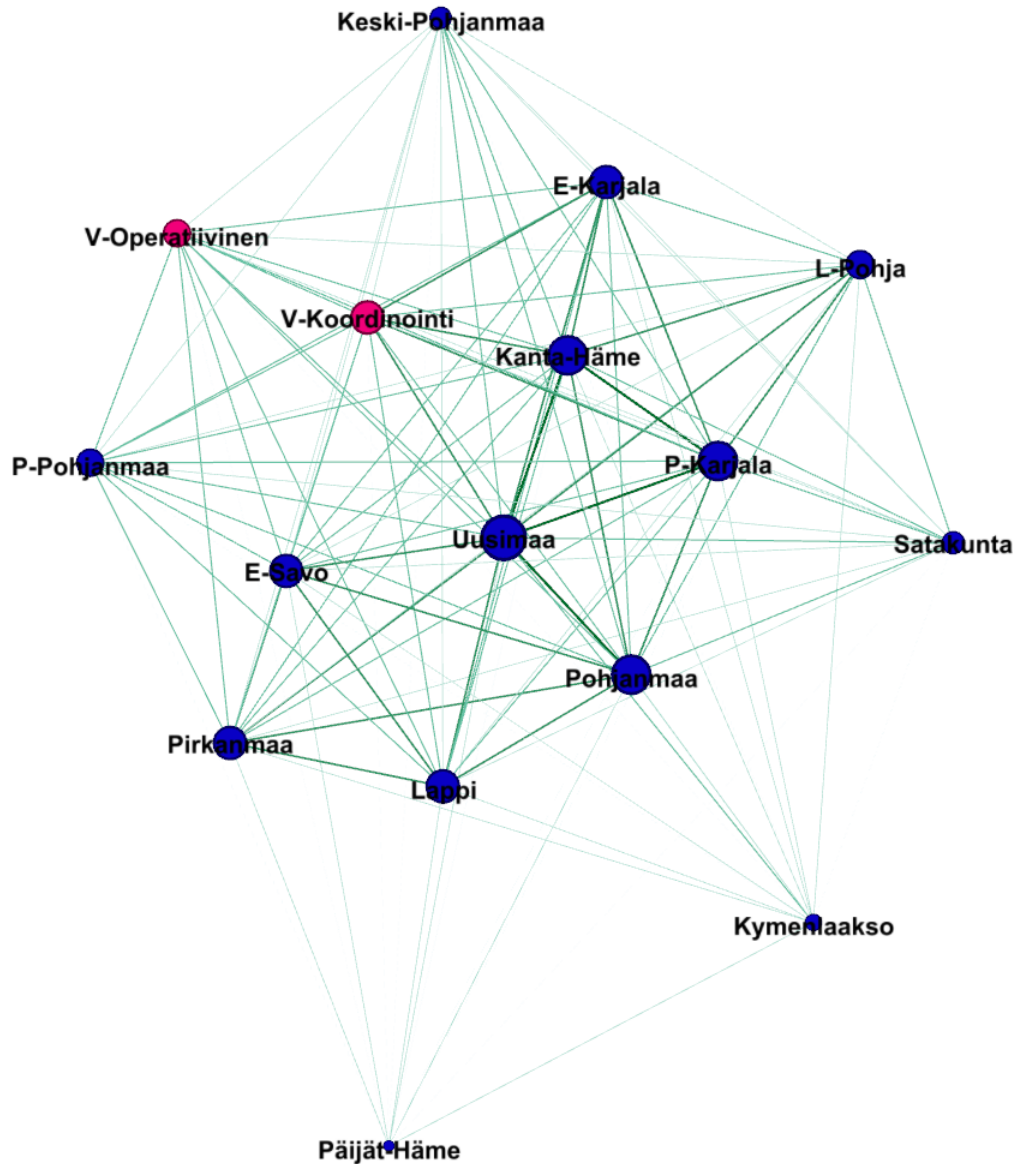 Keski-Pohjanmaa
E-Karjala
V-Operatiivinen
L-Pohja
V-Koordinointi
Kanta-Häme
P-Pohjanmaa
P-Karjala
Uusimaa
Satakunta
E-Savo
Pohjanmaa
Pirkanmaa
Lappi
Kymenlaakso
Päijät-Häme